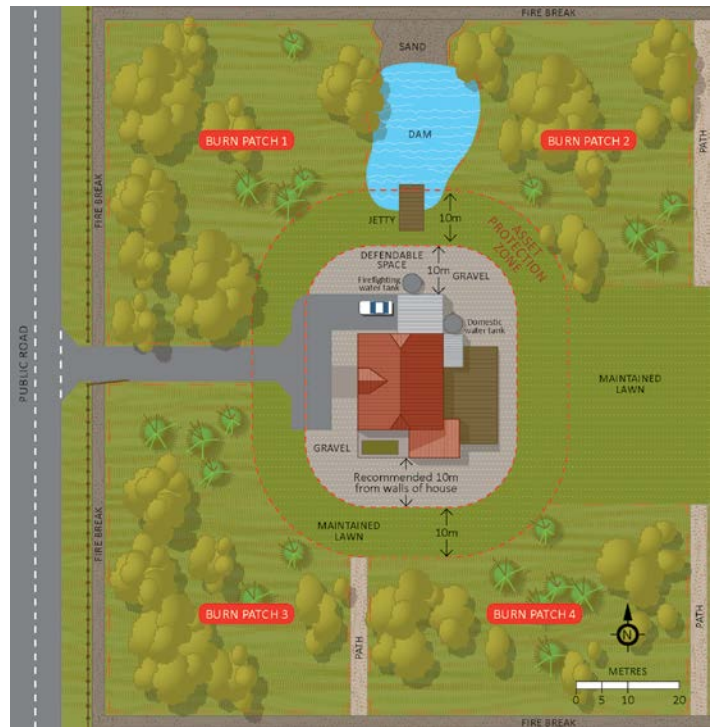 FIRE BREAK
SAND
DAM
BURN PATCH 1
BURN PATCH 2
PATH
FIRE BREAK
JETTY
10m
ASSET
PROTECTION
ZONE
DEFENDABLE
SPACE
10m
GRAVEL
Firefighting
water tank
Domestic
water tank
PUBLIC ROAD
MAINTAINED
LAWN
GRAVEL
Recommended 10m
from walls of house
MAINTAINED
LAWN
10m
FIRE BREAK
BURN PATCH 3
BURN PATCH 4
PATH
PATH
N
METRES
0 5 10 20
FIRE BREAK